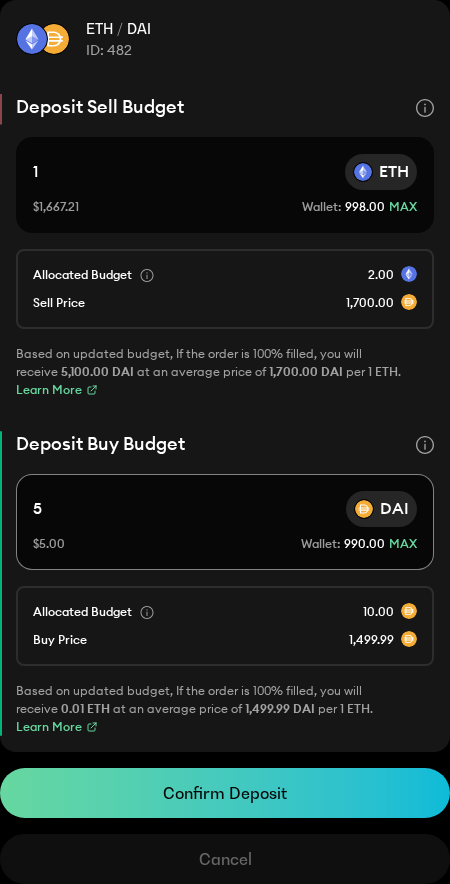 ETH / DAI
ID: 482
Deposit Sell Budget
1 ETH
$1,667.21 Wallet: 998.00 MAX
Allocated Budget 2.00
Sell Price 1,700.00
Based on updated budget, If the order is 100% filled, you will
receive 5,100.00 DAI at an average price of 1,700.00 DAI per 1 ETH.
Learn More
Deposit Buy Budget
5 DAI
$5.00 Wallet: 990.00 MAX
Allocated Budget 10.00
Buy Price 1,499.99
Based on updated budget, If the order is 100% filled, you will
receive 0.01 ETH at an average price of 1,499.99 DAI per 1 ETH.
Learn More
Confirm Deposit
Cancel